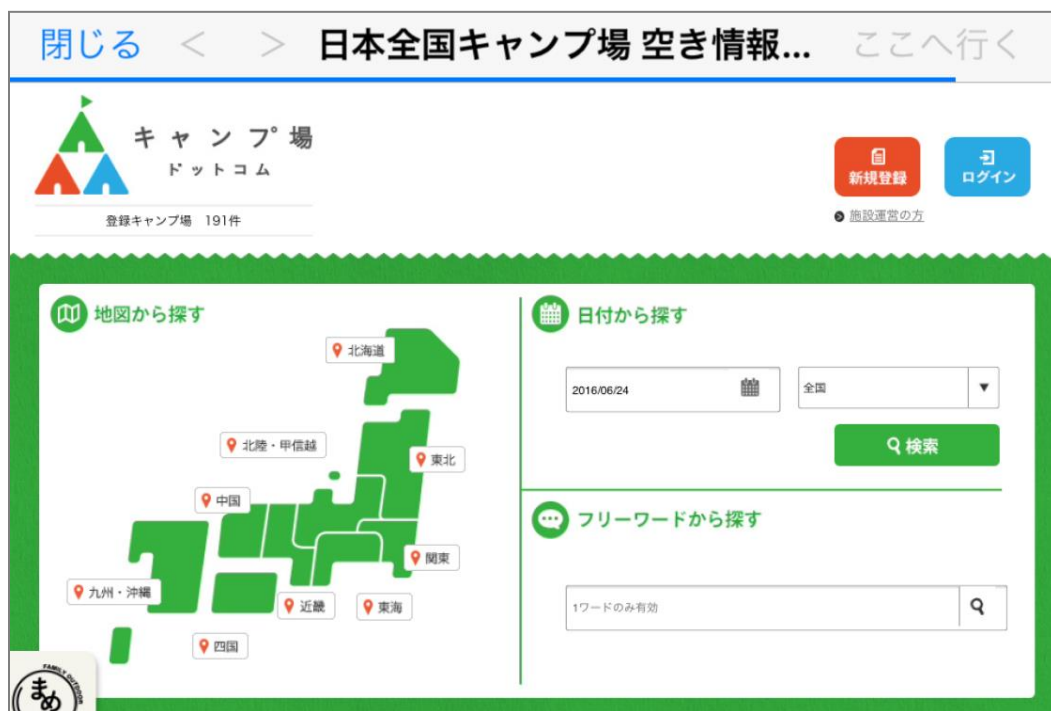 閉じる < > 日本全国キャンプ場 空き情報... ここへ行く
キャンプ場
ドットコム
登録キャンプ場 191件
新規登録
ログイン
施設運営の方
地図から探す
北海道
北陸・甲信越
東北
中国
関東
九州・沖縄
近畿
東海
四国
日付から探す
2016/06/24
全国
検索
フリーワードから探す
1ワードのみ有効
FAMILY OUTDOOR
まめ